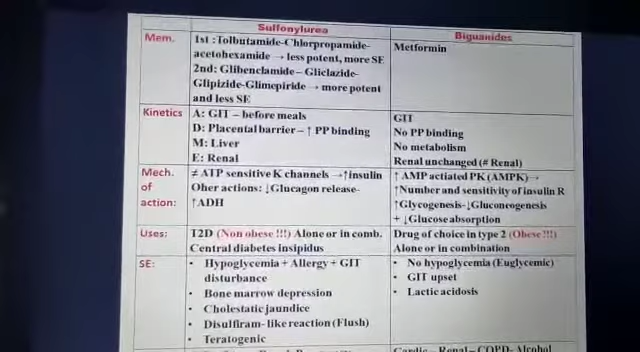 Sulfonylurea
Biguanides
Mem.
1st :Tolbutamide-Chlorpropamide-
acetohexamide → less potent, more SE
2nd: Glibenclamide – Gliclazide-
Glipizide-Glimepiride → more potent
and less SE
Metformin
Kinetics
A: GIT – before meals
D: Placental barrier – ↑ PP binding
M: Liver
E: Renal
GIT
No PP binding
No metabolism
Renal unchanged (# Renal)
Mech.
of
action:
≠ ATP sensitive K channels →↑insulin
Oher actions: ↓Glucagon release-
↑ADH
↑ AMP actiated PK (AMPK)→
↑Number and sensitivity of insulin R
↑Glycogenesis-↓Gluconeogenesis
+ ↓Glucose absorption
Uses:
T2D (Non obese !!!) Alone or in comb.
Central diabetes insipidus
Drug of choice in type 2 (Obese !!!)
Alone or in combination
SE:
• Hypoglycemia + Allergy + GIT
disturbance
• Bone marrow depression
• Cholestatic jaundice
• Disulfiram- like reaction (Flush)
• Teratogenic
• No hypoglycemia (Euglycemic)
• GIT upset
• Lactic acidosis
Cardic – Renal – COPD- Alcohol